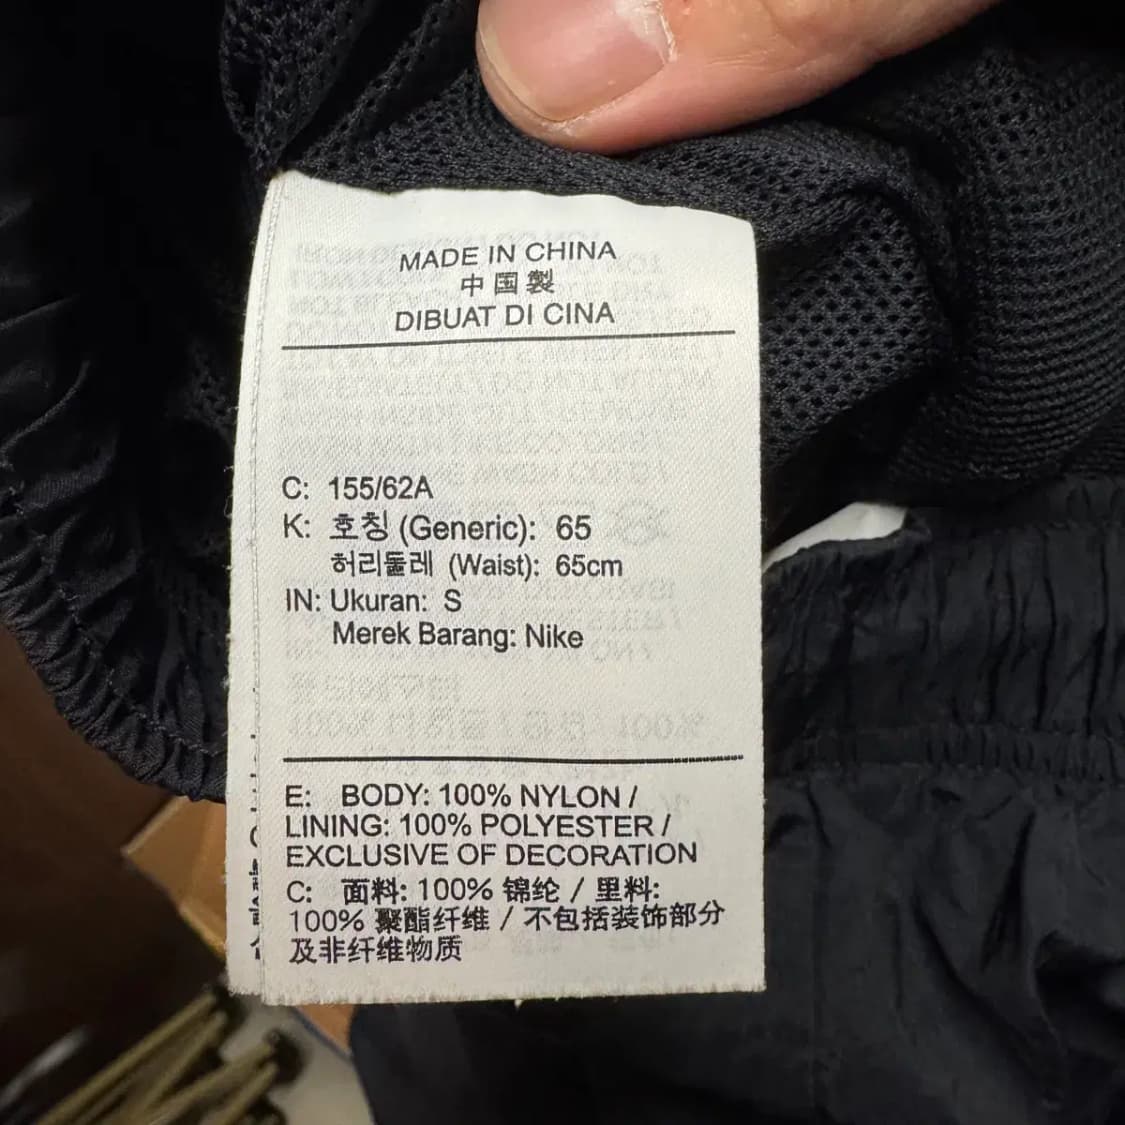 MADE IN CHINA
中国製
DIBUAT DI CINA
C: 155/62A
K: 호칭 (Generic): 65
허리둘레 (Waist): 65cm
IN: Ukuran: S
Merek Barang: Nike
E: BODY: 100% NYLON /
LINING: 100% POLYESTER /
EXCLUSIVE OF DECORATION
C: 面料: 100% 锦纶 / 里料:
100% 聚酯纤维 / 不包括装饰部分
及非纤维物质